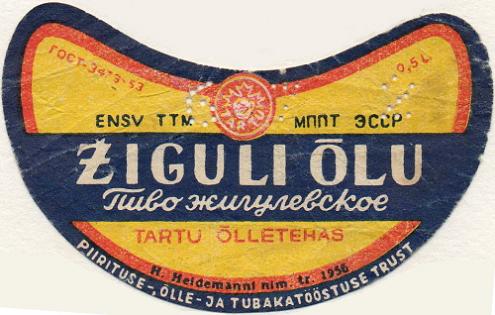 ГОСТ-3473-53
0,5 L.
TARTU
ENSV TTM МППТ ЭССР
ŽIGULI ÕLU
Пиво жигулевское
TARTU ÕLLETEHAS
H. Heidemanni nim. tr. 1956
PIIRITUSE-, ÕLLE- JA TUBAKATÖÖSTUSE TRUST